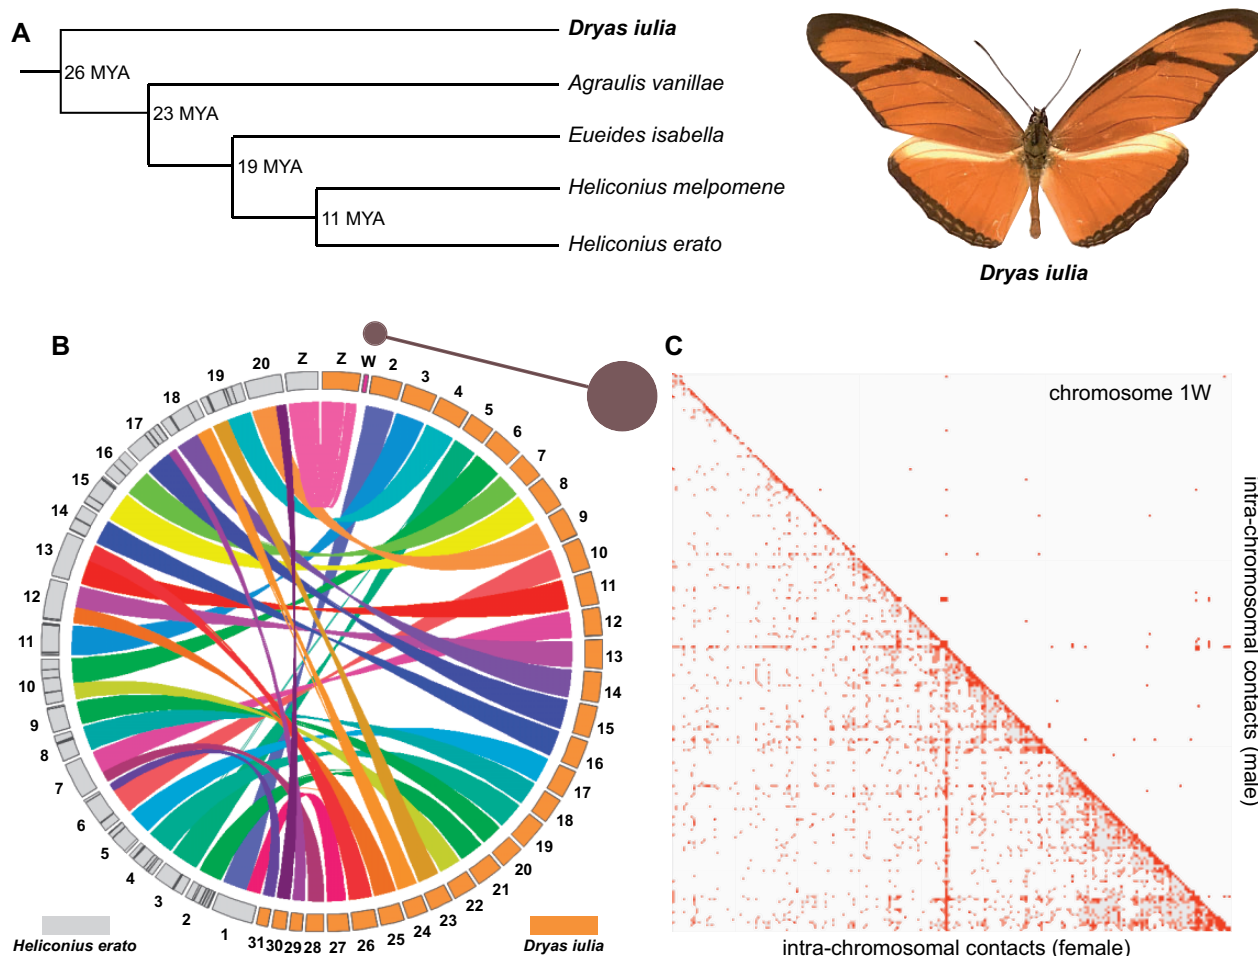 A
Dryas iulia
26 MYA
Agraulis vanillae
23 MYA
Eueides isabella
19 MYA
Heliconius melpomene
11 MYA
Heliconius erato
Dryas iulia
B
Z
Z
W
2
3
4
5
6
7
8
9
10
11
12
13
14
15
16
17
18
19
20
21
22
23
24
25
26
27
28
29
30
31
1
2
3
4
5
6
7
8
9
10
11
12
13
14
15
16
17
18
19
20
Heliconius erato
Dryas iulia
C
chromosome 1W
intra-chromosomal contacts (male)
intra-chromosomal contacts (female)